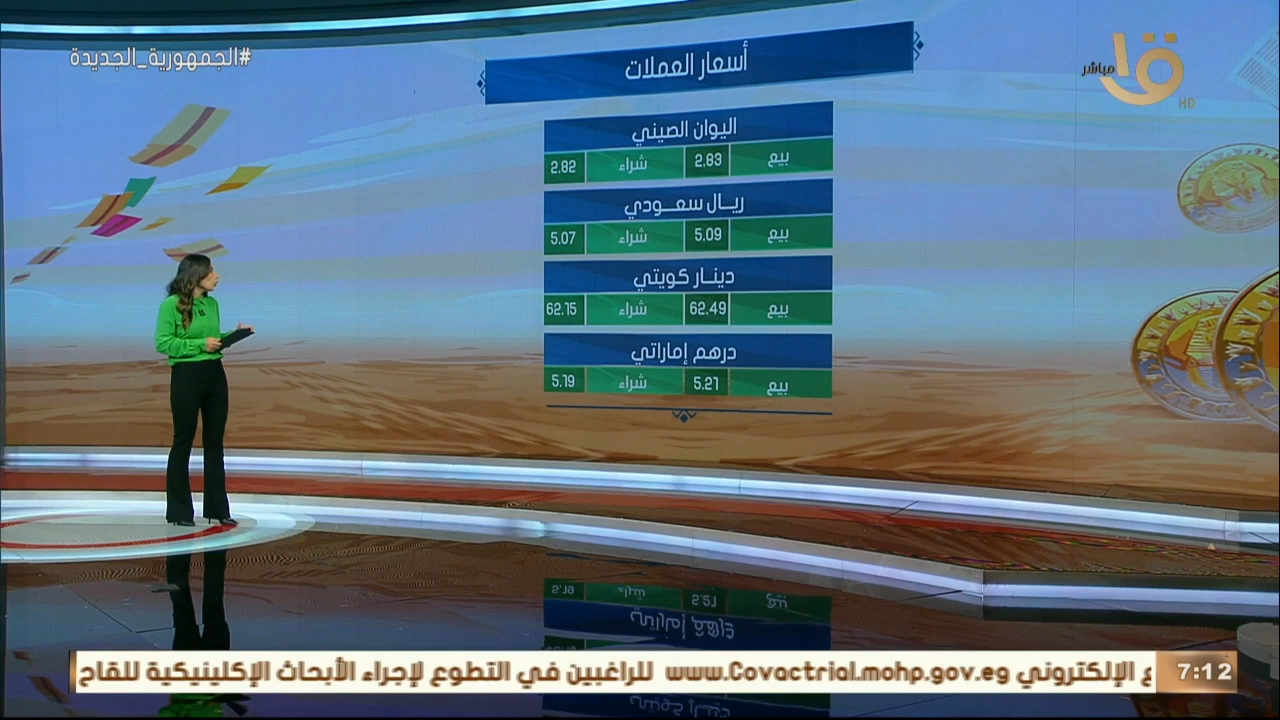 #الجمهورية_الجديدة
مباشر
HD
أسعار العملات
اليوان الصيني
بيع 2.83 شراء 2.82
ريال سعودي
بيع 5.09 شراء 5.07
دينار كويتي
بيع 62.49 شراء 62.15
درهم إماراتي
بيع 5.21 شراء 5.19
7:12
ع الإلكتروني www.Covactrial.mohp.gov.eg للراغبين في التطوع لإجراء الأبحاث الإكلينيكية للقاح